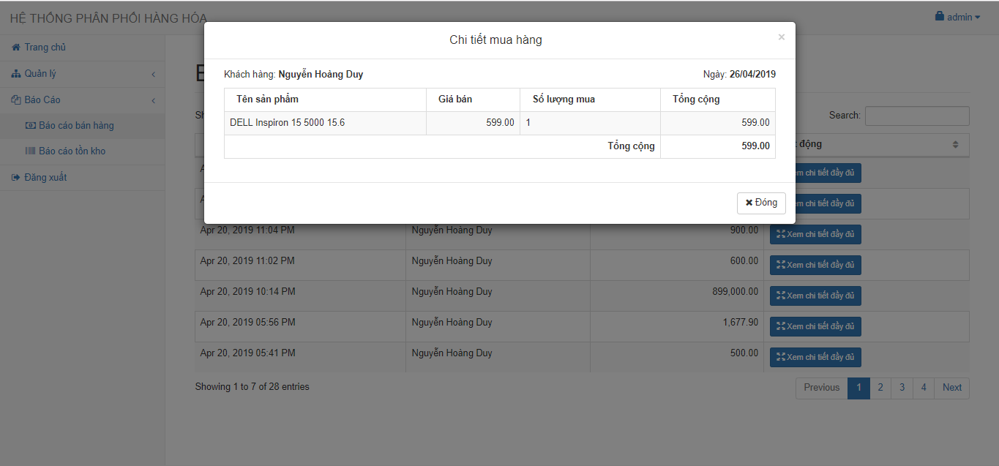 HỆ THỐNG PHÂN PHỐI HÀNG HÓA
admin
Trang chủ
Quản lý
Báo Cáo
Báo cáo bán hàng
Báo cáo tồn kho
Đăng xuất
Chi tiết mua hàng
×
Khách hàng: Nguyễn Hoàng Duy
Ngày: 26/04/2019
Tên sản phẩm Giá bán Số lượng mua Tổng cộng
DELL Inspiron 15 5000 15.6 599.00 1 599.00
Tổng cộng 599.00
Đóng
Search:
động
chi tiết đầy đủ
chi tiết đầy đủ
Apr 20, 2019 11:04 PM Nguyễn Hoàng Duy 900.00 Xem chi tiết đầy đủ
Apr 20, 2019 11:02 PM Nguyễn Hoàng Duy 600.00 Xem chi tiết đầy đủ
Apr 20, 2019 10:14 PM Nguyễn Hoàng Duy 899,000.00 Xem chi tiết đầy đủ
Apr 20, 2019 05:56 PM Nguyễn Hoàng Duy 1,677.90 Xem chi tiết đầy đủ
Apr 20, 2019 05:41 PM Nguyễn Hoàng Duy 500.00 Xem chi tiết đầy đủ
Showing 1 to 7 of 28 entries
Previous 1 2 3 4 Next